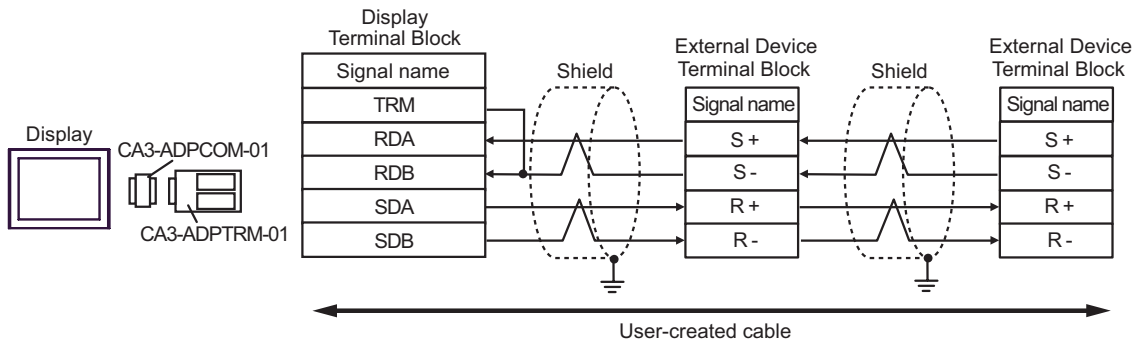 Display
Terminal Block
Signal name
TRM
RDA
RDB
SDA
SDB
Display
CA3-ADPCOM-01
CA3-ADPTRM-01
Shield
External Device
Terminal Block
Signal name
S +
S -
R +
R -
Shield
External Device
Terminal Block
Signal name
S +
S -
R +
R -
User-created cable